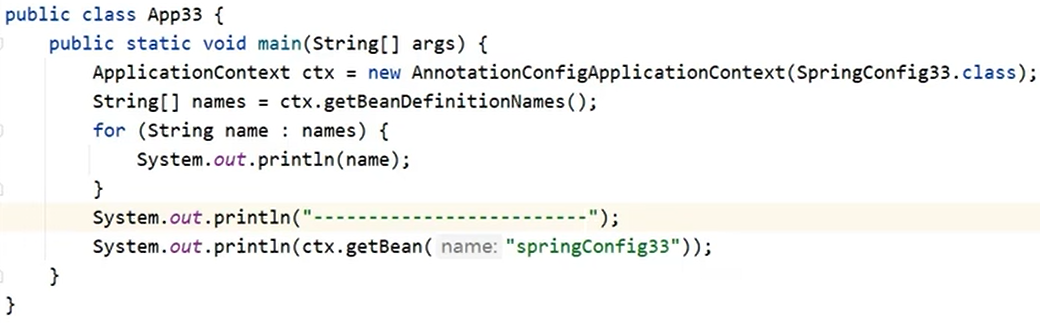 public class App33 {
    public static void main(String[] args) {
        ApplicationContext ctx = new AnnotationConfigApplicationContext(SpringConfig33.class);
        String[] names = ctx.getBeanDefinitionNames();
        for (String name : names) {
            System.out.println(name);
        }
        System.out.println("-------------------------");
        System.out.println(ctx.getBean( name: "springConfig33"));
    }
}